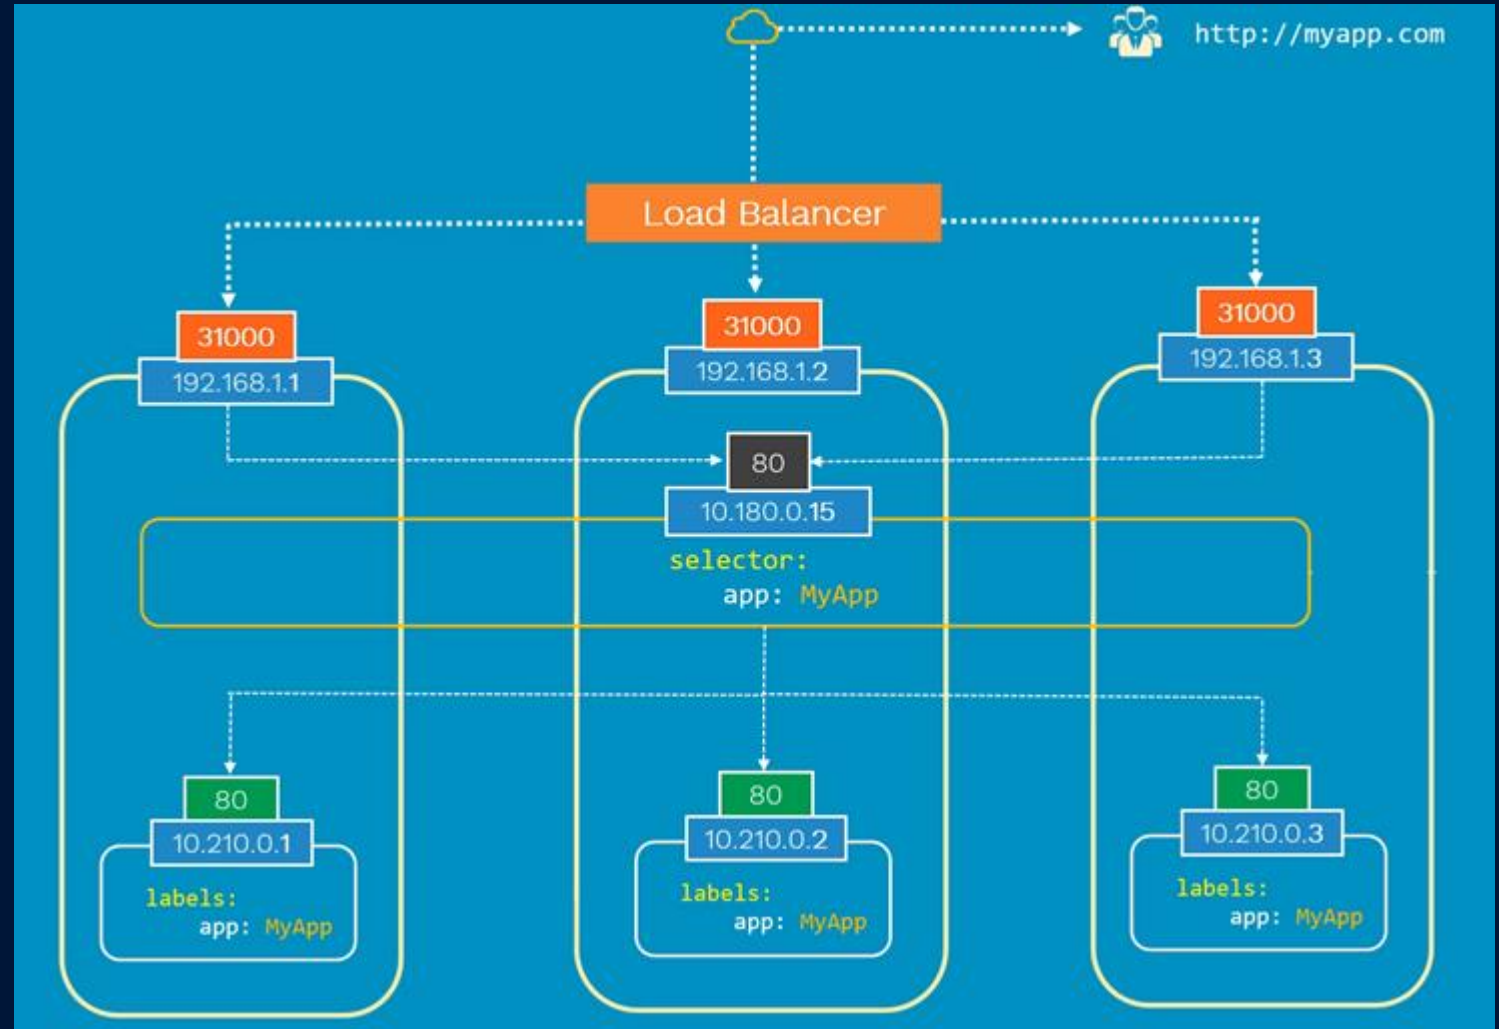 http://myapp.com
Load Balancer
31000
192.168.1.1
31000
192.168.1.2
31000
192.168.1.3
80
10.180.0.15
selector:
app: MyApp
80
10.210.0.1
labels:
app: MyApp
80
10.210.0.2
labels:
app: MyApp
80
10.210.0.3
labels:
app: MyApp